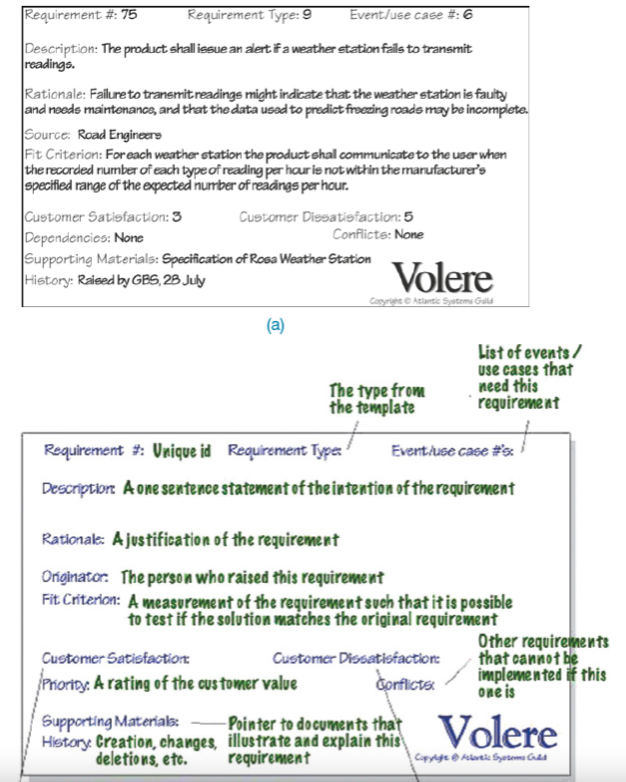 Requirement #: 75 Requirement Type: 9 Event/use case #: 6
Description: The product shall issue an alert if a weather station fails to transmit
readings.
Rationale: Failure to transmit readings might indicate that the weather station is faulty
and needs maintenance, and that the data used to predict freezing roads may be incomplete.
Source: Road Engineers
Fit Criterion: For each weather station the product shall communicate to the user when
the recorded number of each type of reading per hour is not within the manufacturer's
specified range of the expected number of readings per hour.
Customer Satisfaction: 3 Customer Dissatisfaction: 5
Dependencies: None Conflicts: None
Supporting Materials: Specification of Rosa Weather Station
History: Raised by GBS, 28 July
Volere
Copyright © Atlantic Systems Guild
(a)
List of events /
use cases that
need this
requirement
The type from
the template
Requirement #: Unique id Requirement Type: Event/use case #'s:
Description: A one sentence statement of the intention of the requirement
Rationale: A justification of the requirement
Originator: The person who raised this requirement
Fit Criterion: A measurement of the requirement such that it is possible
to test if the solution matches the original requirement
Other requirements
that cannot be
implemented if this
one is
Customer Satisfaction: Customer Dissatisfaction:
Priority: A rating of the customer value Conflicts:
Supporting Materials: Pointer to documents that
illustrate and explain this
requirement
History: Creation, changes,
deletions, etc.
Volere
Copyright © Atlantic Systems Guild